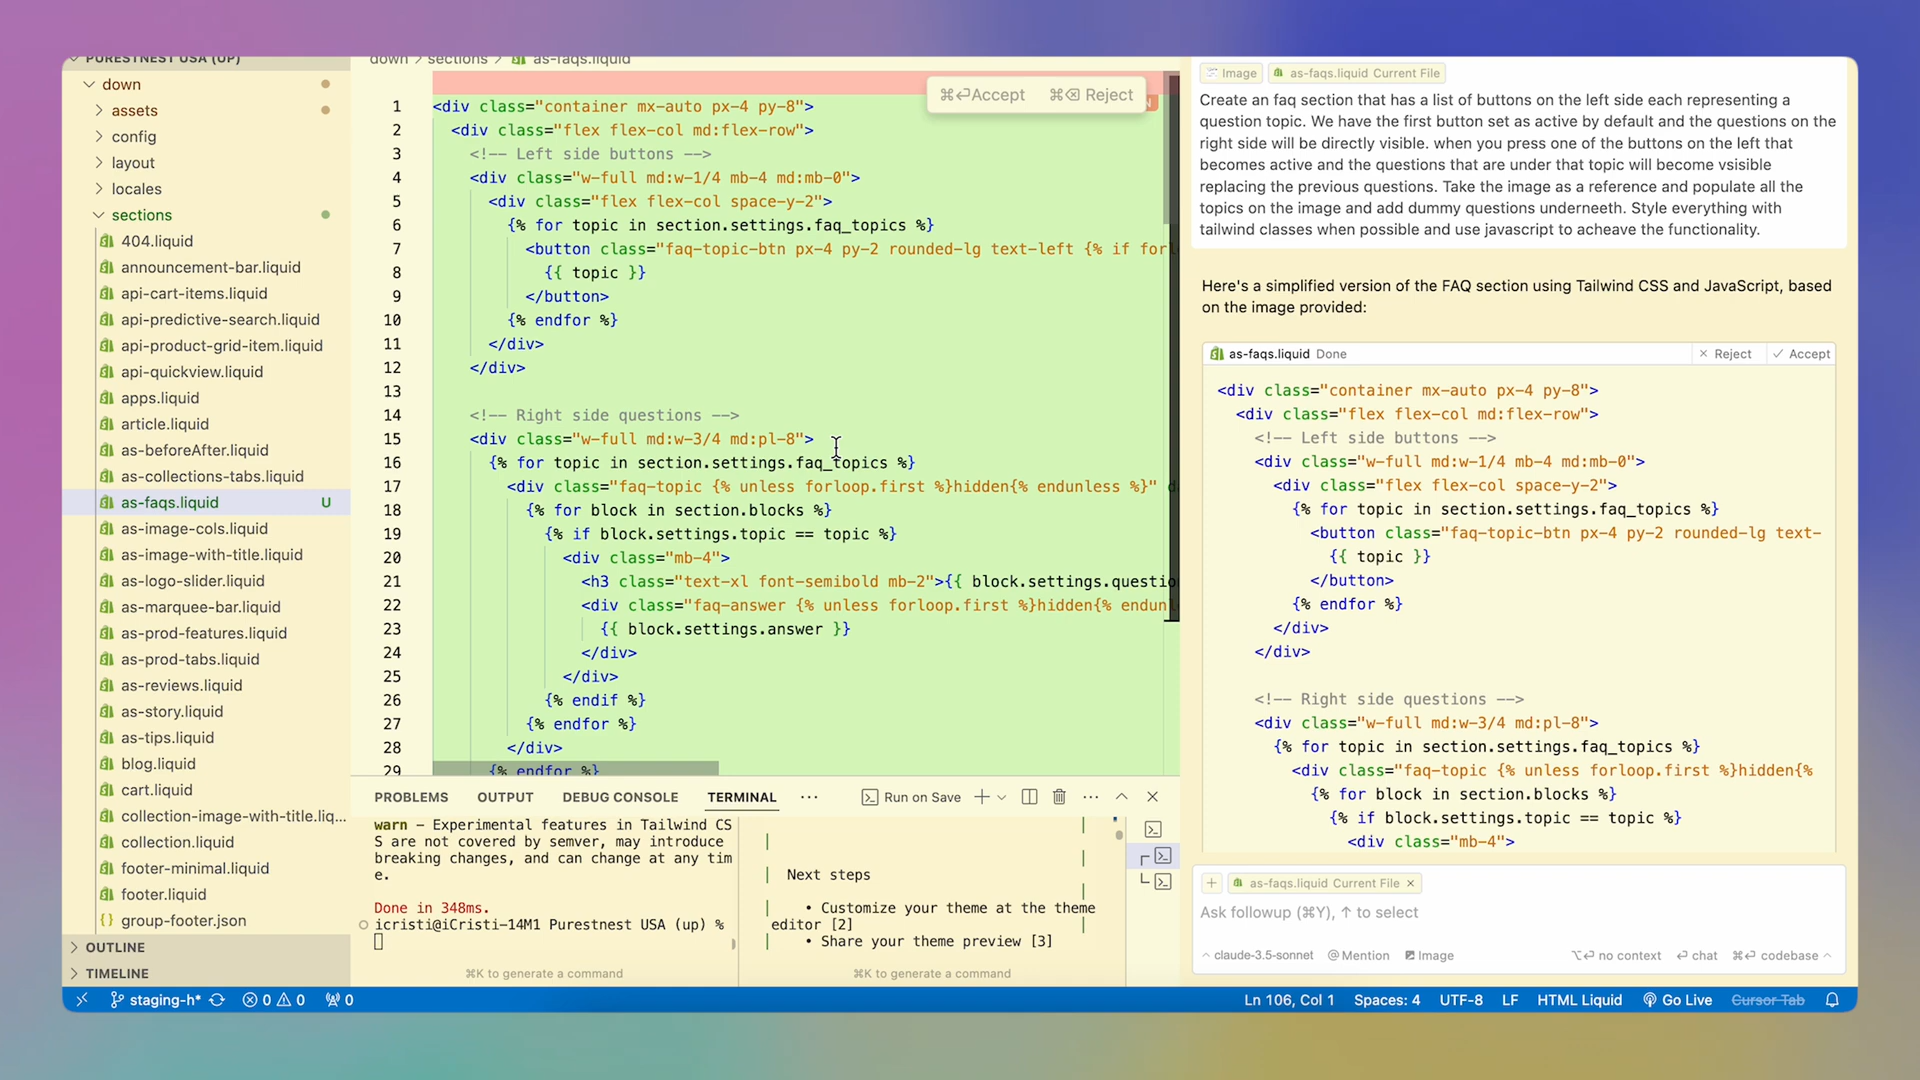 PURESTNEST USA (UP)
down
assets
config
layout
locales
sections
404.liquid
announcement-bar.liquid
api-cart-items.liquid
api-predictive-search.liquid
api-product-grid-item.liquid
api-quickview.liquid
apps.liquid
article.liquid
as-beforeAfter.liquid
as-collections-tabs.liquid
as-faqs.liquid U
as-image-cols.liquid
as-image-with-title.liquid
as-logo-slider.liquid
as-marquee-bar.liquid
as-prod-features.liquid
as-prod-tabs.liquid
as-reviews.liquid
as-story.liquid
as-tips.liquid
blog.liquid
cart.liquid
collection-image-with-title.liq...
collection.liquid
footer-minimal.liquid
footer.liquid
{} group-footer.json
OUTLINE
TIMELINE
down > sections > as-faqs.liquid
⌘↵Accept ⌘⌫ Reject
1 <div class="container mx-auto px-4 py-8">
2 <div class="flex flex-col md:flex-row">
3 <!-- Left side buttons -->
4 <div class="w-full md:w-1/4 mb-4 md:mb-0">
5 <div class="flex flex-col space-y-2">
6 {% for topic in section.settings.faq_topics %}
7 <button class="faq-topic-btn px-4 py-2 rounded-lg text-left {% if forl
8 {{ topic }}
9 </button>
10 {% endfor %}
11 </div>
12 </div>
13
14 <!-- Right side questions -->
15 <div class="w-full md:w-3/4 md:pl-8">
16 {% for topic in section.settings.faq_topics %}
17 <div class="faq-topic {% unless forloop.first %}hidden{% endunless %}" d
18 {% for block in section.blocks %}
19 {% if block.settings.topic == topic %}
20 <div class="mb-4">
21 <h3 class="text-xl font-semibold mb-2">{{ block.settings.questio
22 <div class="faq-answer {% unless forloop.first %}hidden{% endunl
23 {{ block.settings.answer }}
24 </div>
25 </div>
26 {% endif %}
27 {% endfor %}
28 </div>
29 {% endfor %}
PROBLEMS OUTPUT DEBUG CONSOLE TERMINAL ··· Run on Save
warn - Experimental features in Tailwind CS
S are not covered by semver, may introduce
breaking changes, and can change at any tim
e.
Done in 348ms.
icristi@iCristi-14M1 Purestnest USA (up) %
⌘K to generate a command
Next steps
• Customize your theme at the theme
editor [2]
• Share your theme preview [3]
⌘K to generate a command
Image as-faqs.liquid Current File
Create an faq section that has a list of buttons on the left side each representing a
question topic. We have the first button set as active by default and the questions on the
right side will be directly visible. when you press one of the buttons on the left that
becomes active and the questions that are under that topic will become vsisible
replacing the previous questions. Take the image as a reference and populate all the
topics on the image and add dummy questions underneeth. Style everything with
tailwind classes when possible and use javascript to acheave the functionality.
Here's a simplified version of the FAQ section using Tailwind CSS and JavaScript, based
on the image provided:
as-faqs.liquid Done × Reject ✓ Accept
<div class="container mx-auto px-4 py-8">
<div class="flex flex-col md:flex-row">
<!-- Left side buttons -->
<div class="w-full md:w-1/4 mb-4 md:mb-0">
<div class="flex flex-col space-y-2">
{% for topic in section.settings.faq_topics %}
<button class="faq-topic-btn px-4 py-2 rounded-lg text-
{{ topic }}
</button>
{% endfor %}
</div>
</div>
<!-- Right side questions -->
<div class="w-full md:w-3/4 md:pl-8">
{% for topic in section.settings.faq_topics %}
<div class="faq-topic {% unless forloop.first %}hidden{%
{% for block in section.blocks %}
{% if block.settings.topic == topic %}
<div class="mb-4">
+ as-faqs.liquid Current File ×
Ask followup (⌘Y), ↑ to select
claude-3.5-sonnet @ Mention Image ⌥↵ no context ↵ chat ⌘↵ codebase
staging-h* 0 0 0 Ln 106, Col 1 Spaces: 4 UTF-8 LF HTML Liquid Go Live Cursor Tab